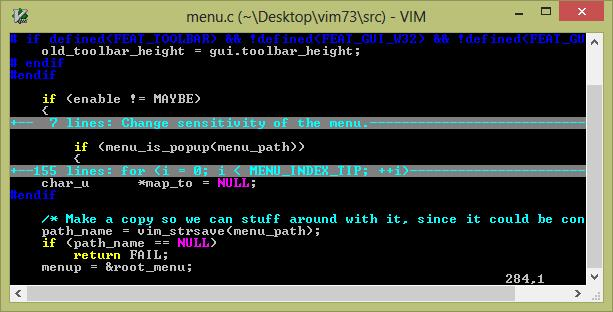 menu.c (~\Desktop\vim73\src) - VIM
# if defined(FEAT_TOOLBAR) && !defined(FEAT_GUI_W32) && !defined(FEAT_GU
    old_toolbar_height = gui.toolbar_height;
# endif
#endif
    if (enable != MAYBE)
    {
+--  7 lines: Change sensitivity of the menu.---------------------------
        if (menu_is_popup(menu_path))
        {
+--155 lines: for (i = 0; i < MENU_INDEX_TIP; ++i)----------------------
    char_u      *map_to = NULL;
#endif
    /* Make a copy so we can stuff around with it, since it could be con
    path_name = vim_strsave(menu_path);
    if (path_name == NULL)
        return FAIL;
    menup = &root_menu;
284,1